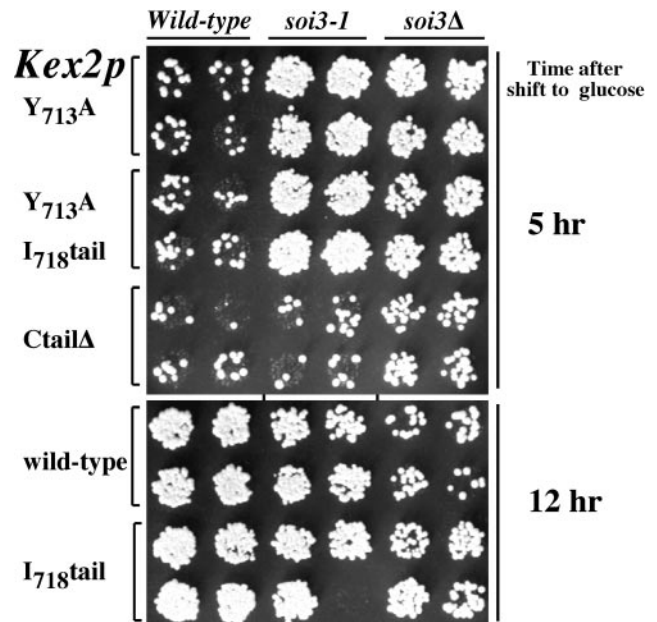 Wild-type soi3-1 soi3Δ
Kex2p
Time after
shift to glucose
Y713A
Y713A
I718tail
5 hr
CtailΔ
wild-type
12 hr
I718tail